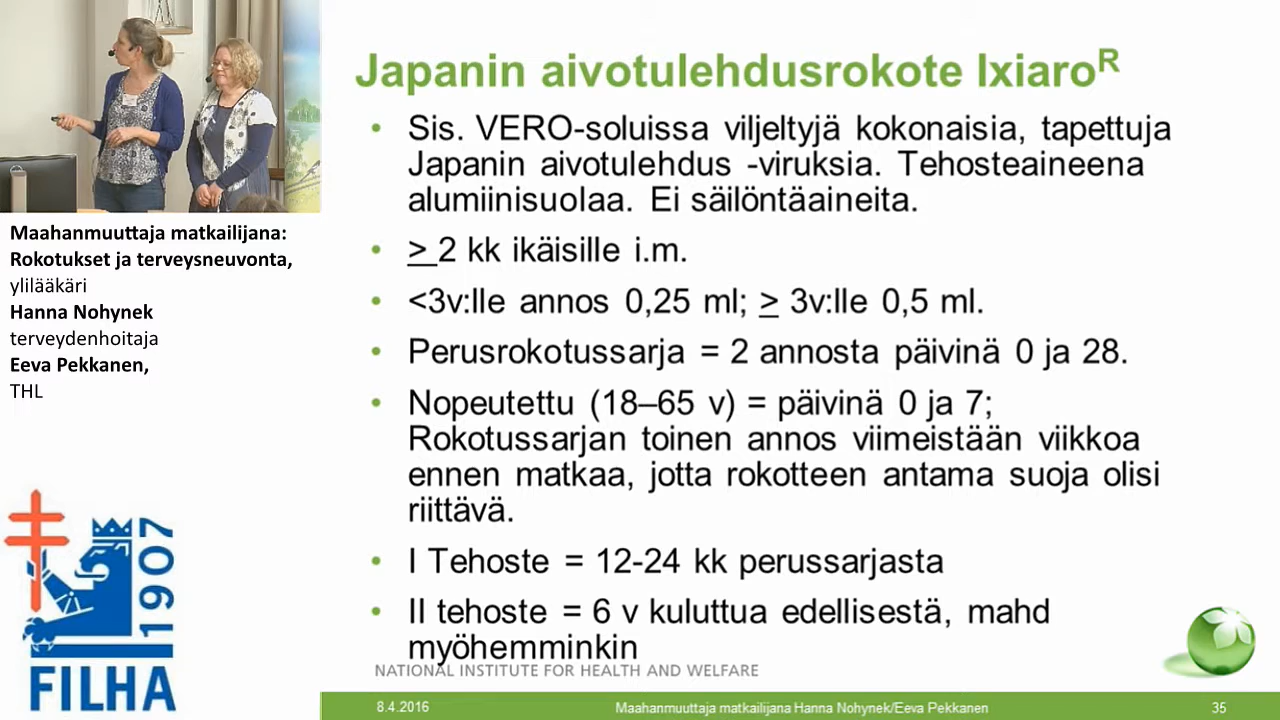 Japanin aivotulehdusrokote Ixiaro^R
• Sis. VERO-soluissa viljeltyjä kokonaisia, tapettuja
Japanin aivotulehdus -viruksia. Tehosteaineena
alumiinisuolaa. Ei säilöntäaineita.
• > 2 kk ikäisille i.m.
• <3v:lle annos 0,25 ml; > 3v:lle 0,5 ml.
• Perusrokotussarja = 2 annosta päivinä 0 ja 28.
• Nopeutettu (18–65 v) = päivinä 0 ja 7;
Rokotussarjan toinen annos viimeistään viikkoa
ennen matkaa, jotta rokotteen antama suoja olisi
riittävä.
• I Tehoste = 12-24 kk perussarjasta
• II tehoste = 6 v kuluttua edellisestä, mahd
myöhemminkin
NATIONAL INSTITUTE FOR HEALTH AND WELFARE
8.4.2016
Maahanmuuttaja matkailijana Hanna Nohynek/Eeva Pekkanen
35
Maahanmuuttaja matkailijana:
Rokotukset ja terveysneuvonta,
ylilääkäri
Hanna Nohynek
terveydenhoitaja
Eeva Pekkanen,
THL
1907
FILHA